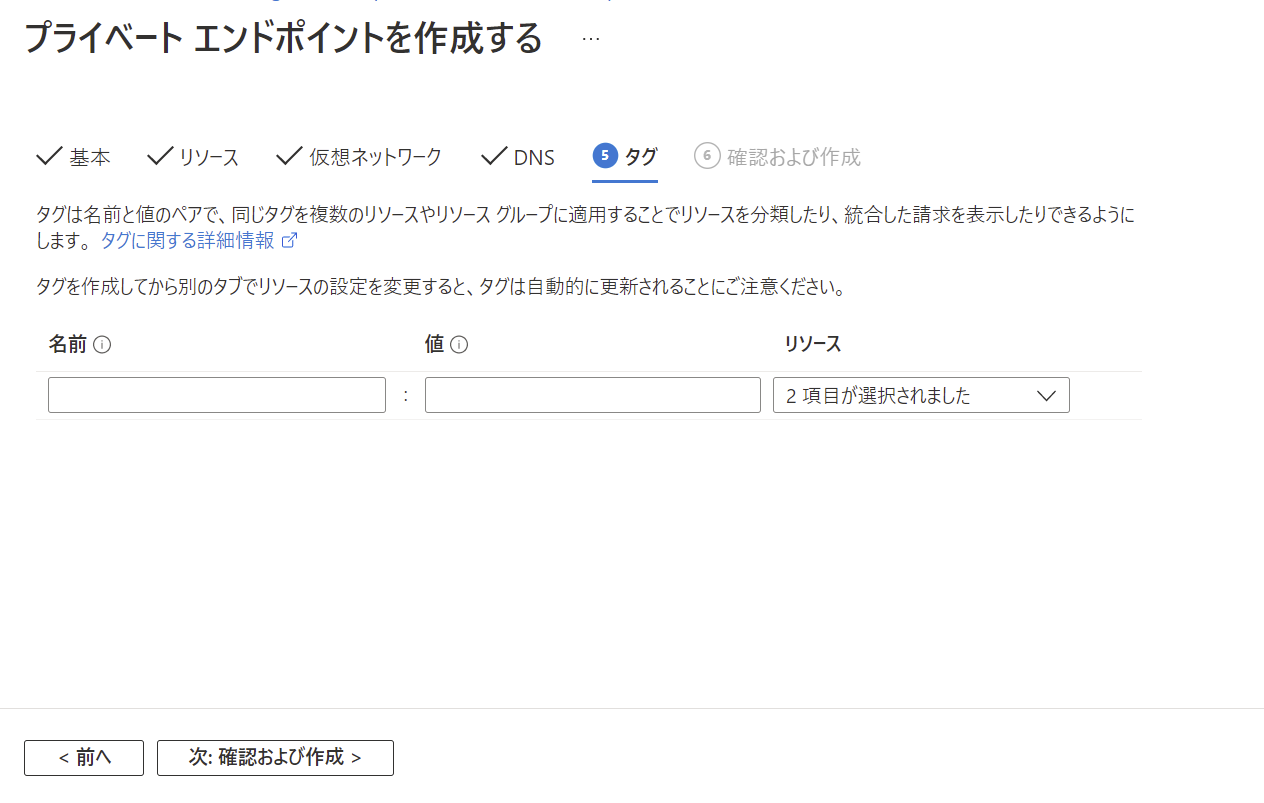 プライベート エンドポイントを作成する ...
基本 リソース 仮想ネットワーク DNS 5 タグ 6 確認および作成
タグは名前と値のペアで、同じタグを複数のリソースやリソース グループに適用することでリソースを分類したり、統合した請求を表示したりできるように
します。 タグに関する詳細情報
タグを作成してから別のタブでリソースの設定を変更すると、タグは自動的に更新されることにご注意ください。
名前 値 リソース
: 2 項目が選択されました
< 前へ 次: 確認および作成 >